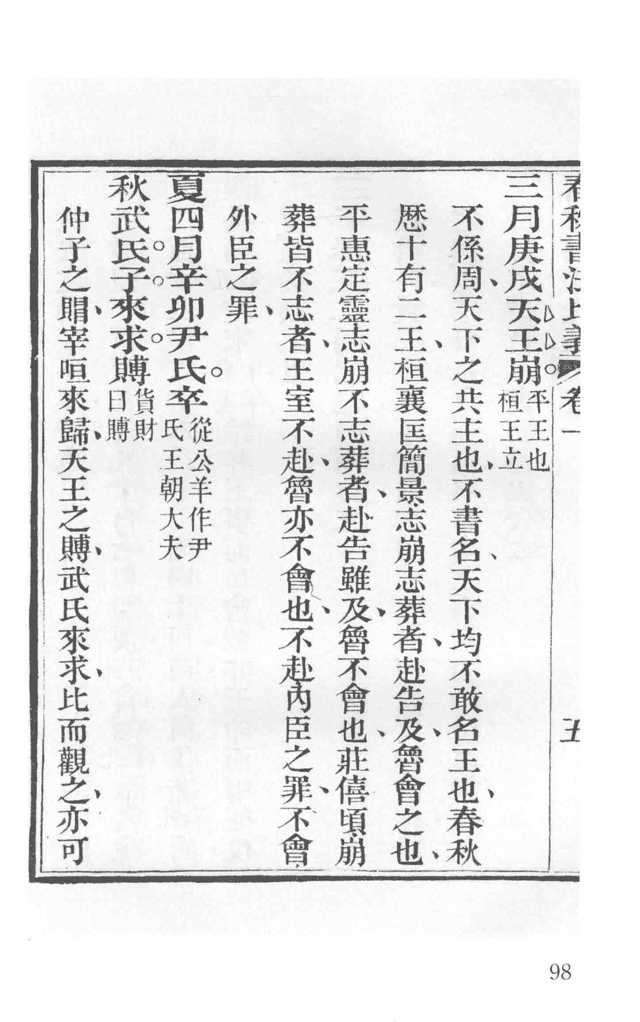 春秋書法比義 卷一 五
三月庚戌天王崩平王也桓王立
不係周天下之共主也不書名天下均不敢名王也春秋
歴十有二王桓襄匡簡景志崩志葬者赴告及魯會之也
平惠定靈志崩不志葬者赴告雖及魯不會也莊僖頃崩
葬皆不志者王室不赴魯亦不會也不赴內臣之罪不會
外臣之罪
夏四月辛卯尹氏卒從公羊作尹氏王朝大夫
秋武氏子來求賻貨財曰賻
仲子之賵宰咺來歸天王之賻武氏來求比而觀之亦可
98